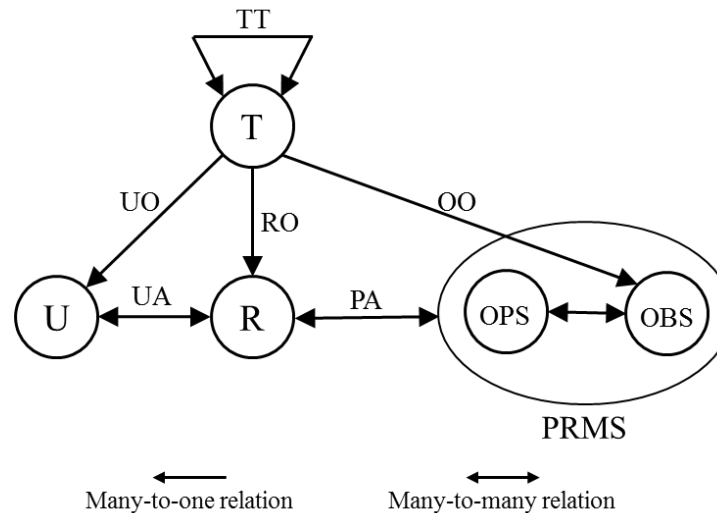 TT
T
UO
RO
OO
U
UA
R
PA
OPS
OBS
PRMS
Many-to-one relation
Many-to-many relation